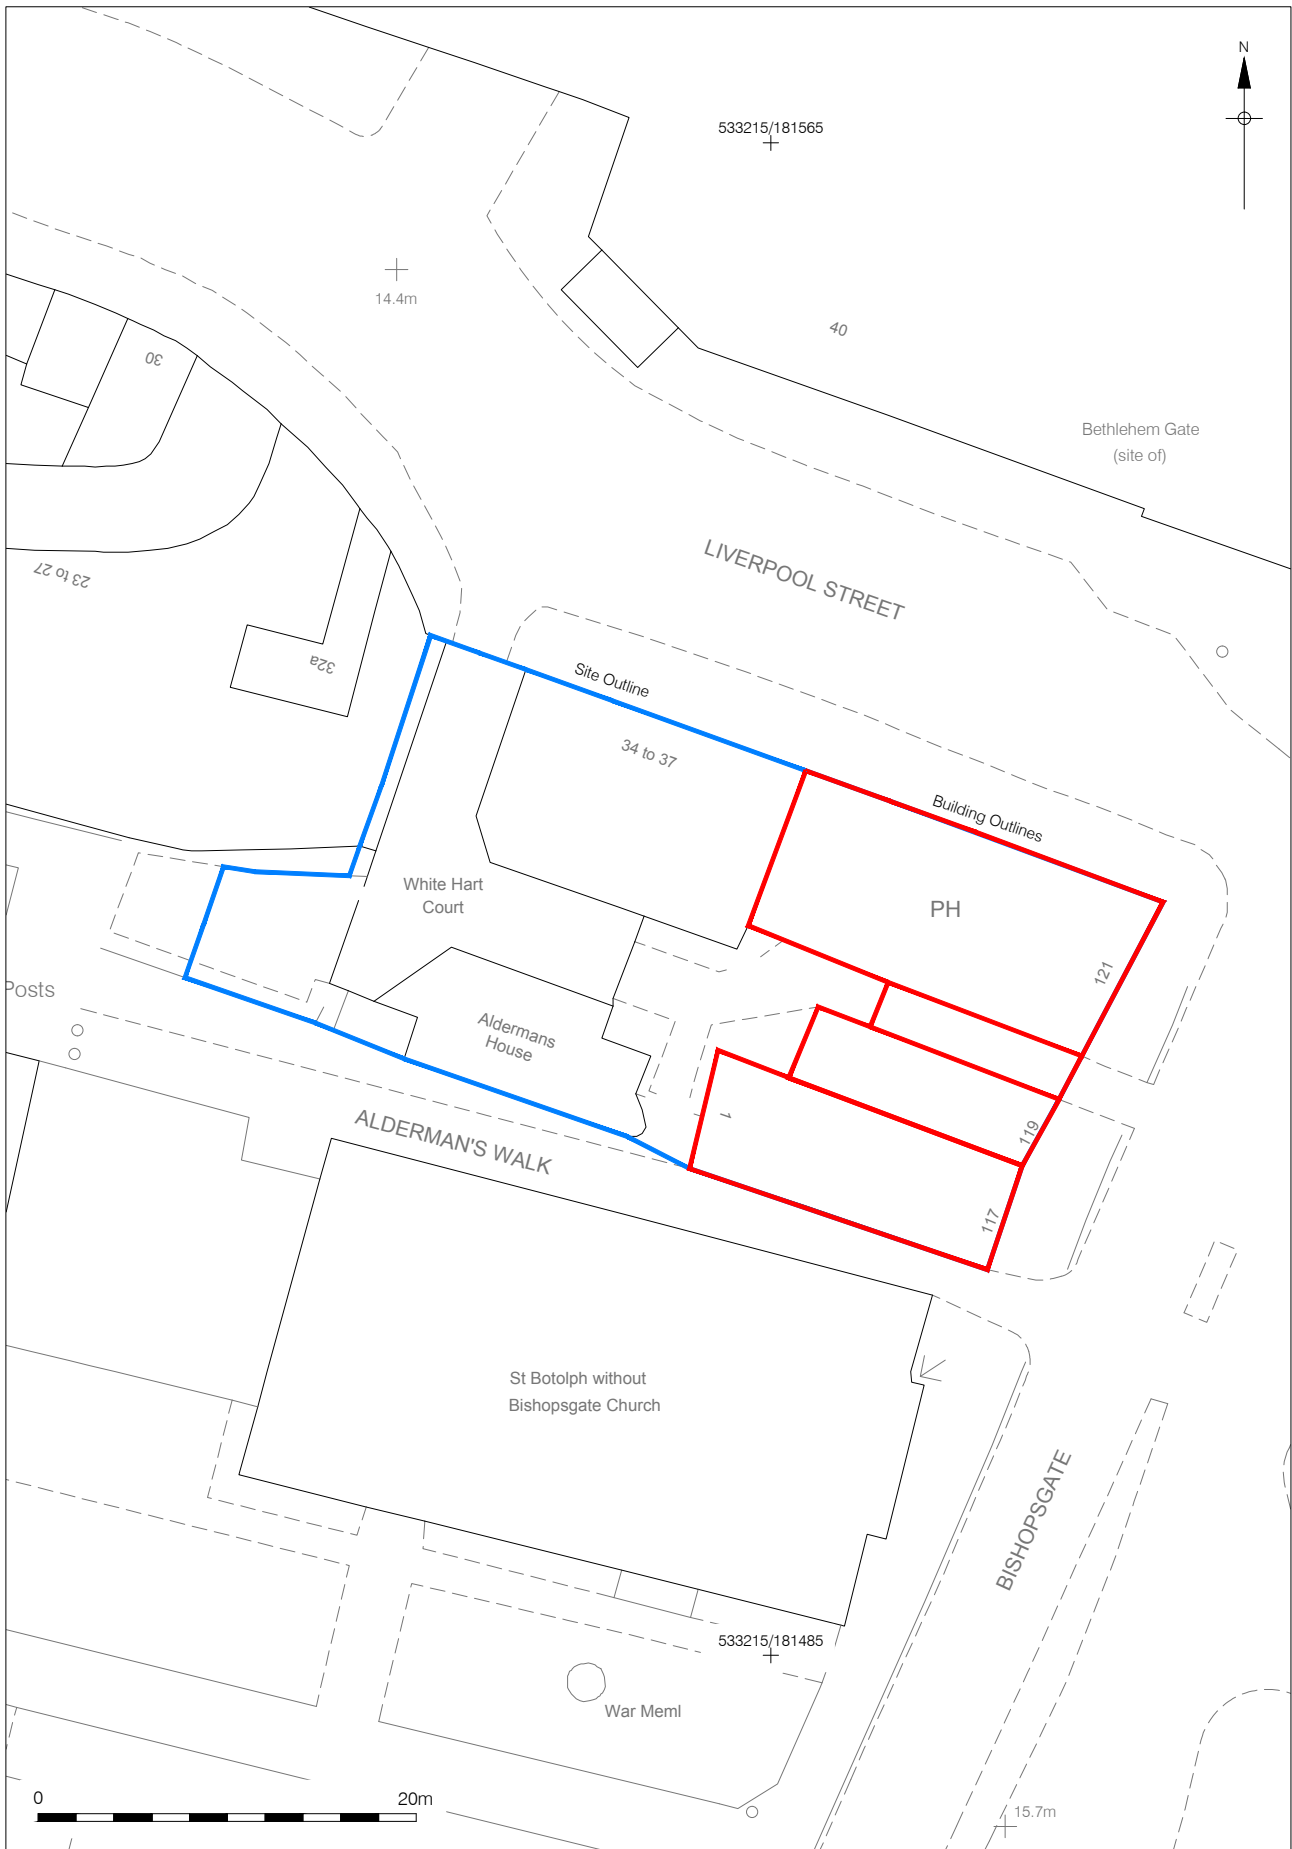 N
533215/181565
14.4m
40
30
Bethlehem Gate
(site of)
LIVERPOOL STREET
23 to 27
32a
Site Outline
34 to 37
Building Outlines
White Hart
Court
PH
121
Posts
Aldermans
House
1
119
ALDERMAN'S WALK
117
St Botolph without
Bishopsgate Church
BISHOPSGATE
533215/181485
War Meml
0
20m
15.7m